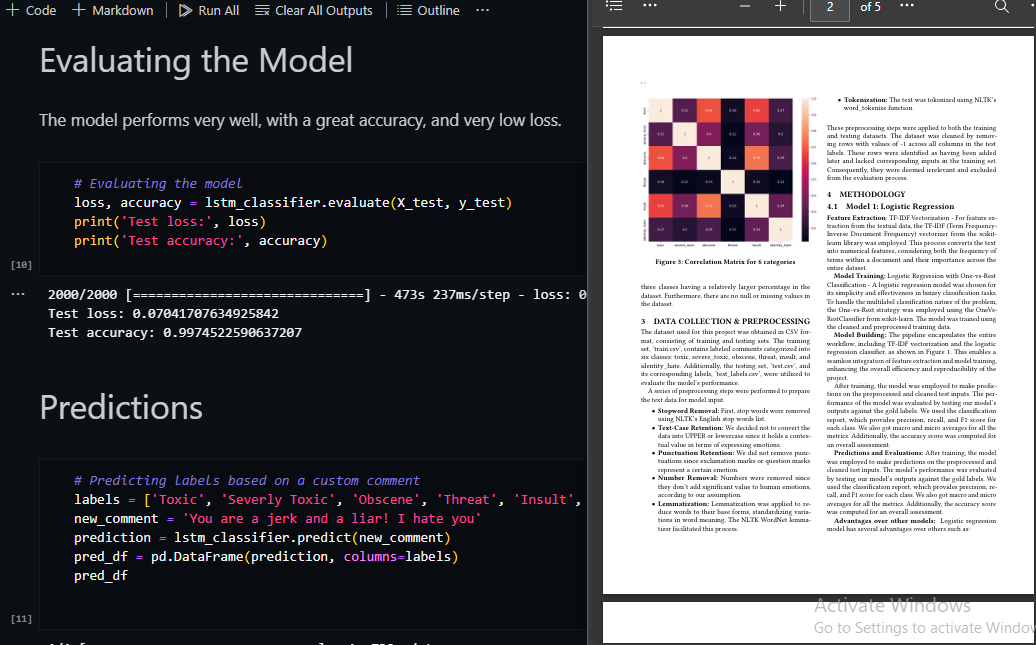 Code
Markdown
Run All
Clear All Outputs
Outline
Evaluating the Model
The model performs very well, with a great accuracy, and very low loss.
# Evaluating the model
loss, accuracy = lstm_classifier.evaluate(X_test, y_test)
print('Test loss:', loss)
print('Test accuracy:', accuracy)
[10]
2000/2000 [==============================] - 473s 237ms/step - loss: 0
Test loss: 0.07041707634925842
Test accuracy: 0.9974522590637207
Predictions
# Predicting labels based on a custom comment
labels = ['Toxic', 'Severly Toxic', 'Obscene', 'Threat', 'Insult',
new_comment = 'You are a jerk and a liar! I hate you'
prediction = lstm_classifier.predict(new_comment)
pred_df = pd.DataFrame(prediction, columns=labels)
pred_df
[11]
2 of 5
Figure 3: Correlation Matrix for 6 categories
three classes having a relatively larger percentage in the
dataset. Furthermore, there are no null or missing values in
the dataset.
3 DATA COLLECTION & PREPROCESSING
The dataset used for this project was obtained in CSV for-
mat, consisting of training and testing sets. The training
set, 'train.csv', contains labeled comments categorized into
six classes: toxic, severe_toxic, obscene, threat, insult, and
identity_hate. Additionally, the testing set, 'test.csv', and
its corresponding labels, 'test_labels.csv', were utilized to
evaluate the model's performance.
A series of preprocessing steps were performed to prepare
the text data for model input.
• Stopword Removal: First, stop words were removed
using NLTK's English stop words list.
• Text-Case Retention: We decided not to convert the
data into UPPER or lowercase since it holds a contex-
tual value in terms of expressing emotions.
• Punctuation Retention: We did not remove punc-
tuations since exclamation marks or question marks
represent a certain emotion.
• Number Removal: Numbers were removed since
they don't add significant value to human emotions,
according to our assumption.
• Lemmatization: Lemmatization was applied to re-
duce words to their base forms, standardizing varia-
tions in word meaning. The NLTK WordNet lemma-
tizer facilitated this process.
• Tokenization: The text was tokenized using NLTK's
word_tokenize function.
These preprocessing steps were applied to both the training
and testing datasets. The dataset was cleaned by remov-
ing rows with values of -1 across all columns in the test
labels. These rows were identified as having been added
later and lacked corresponding inputs in the training set.
Consequently, they were deemed irrelevant and excluded
from the evaluation process.
4 METHODOLOGY
4.1 Model 1: Logistic Regression
Feature Extraction: TF-IDF Vectorization - For feature ex-
traction from the textual data, the TF-IDF (Term Frequency-
Inverse Document Frequency) vectorizer from the scikit-
learn library was employed. This process converts the text
into numerical features, considering both the frequency of
terms within a document and their importance across the
entire dataset.
Model Training: Logistic Regression with One-vs-Rest
Classification - A logistic regression model was chosen for
its simplicity and effectiveness in binary classification tasks.
To handle the multilabel classification nature of the problem,
the One-vs-Rest strategy was employed using the OneVs-
RestClassifier from scikit-learn. The model was trained using
the cleaned and preprocessed training data.
Model Building: The pipeline encapsulates the entire
workflow, including TF-IDF vectorization and the logistic
regression classifier, as shown in Figure 1. This enables a
seamless integration of feature extraction and model training,
enhancing the overall efficiency and reproducibility of the
project.
After training, the model was employed to make predic-
tions on the preprocessed and cleaned test inputs. The per-
formance of the model was evaluated by testing our model's
outputs against the gold labels. We used the classification
report, which provides precision, recall, and F1 score for
each class. We also got macro and micro averages for all the
metrics. Additionally, the accuracy score was computed for
an overall assessment.
Predictions and Evaluations: After training, the model
was employed to make predictions on the preprocessed and
cleaned test inputs. The model's performance was evaluated
by testing our model's outputs against the gold labels. We
used the classification report, which provides precision, re-
call, and F1 score for each class. We also got macro and micro
averages for all the metrics. Additionally, the accuracy score
was computed for an overall assessment.
Advantages over other models: Logistic regression
model has several advantages over others such as:
Activate Windows
Go to Settings to activate Window